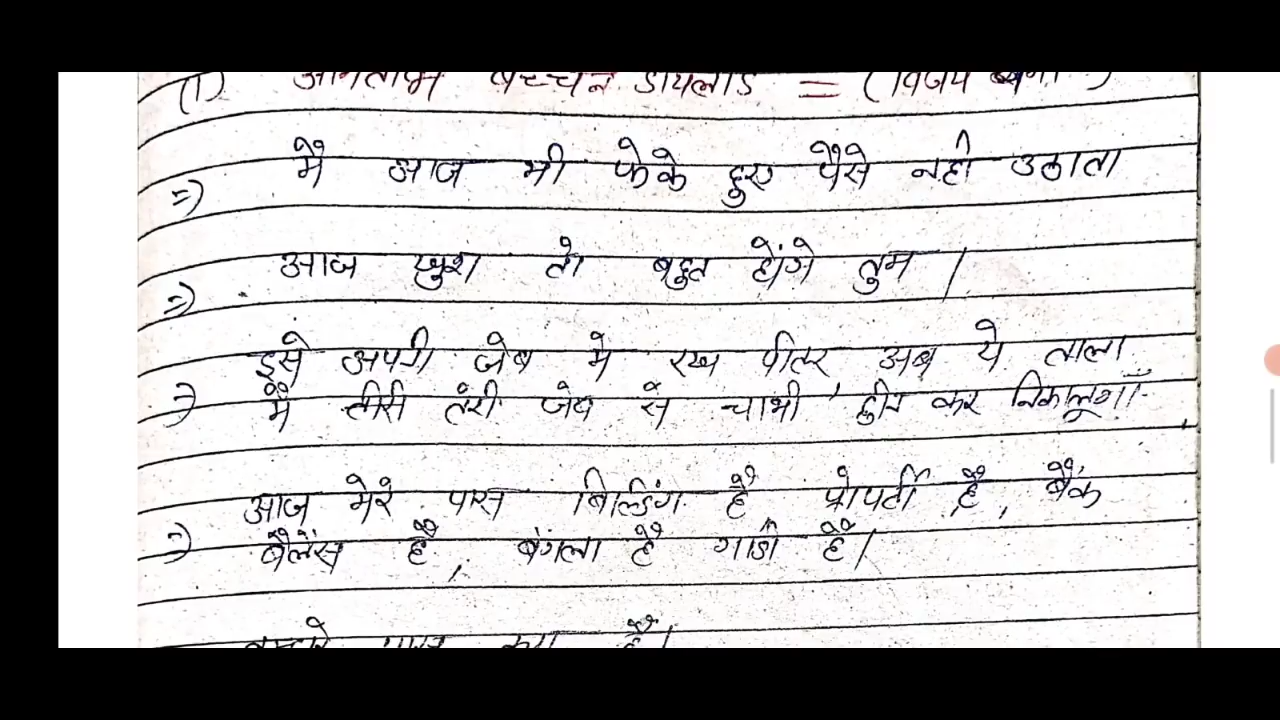 (1) अमिताभ बच्चन डायलॉड = (विजय
मै आज भी फेके हुए पैसे नही उठाता
=)
आज खुश तो बहुत होंगे तुम |
=)
इसे अपनी जेब मे रख पीटर अब ये ताला
=) मैं तीरी तेरी जेब से चाभी छीन कर निकालूगाँ
आज मेरे पास बिल्डिंग है प्रोपर्टी है, बैंक
=) बैलेंस है, बंगला है गाडी है।